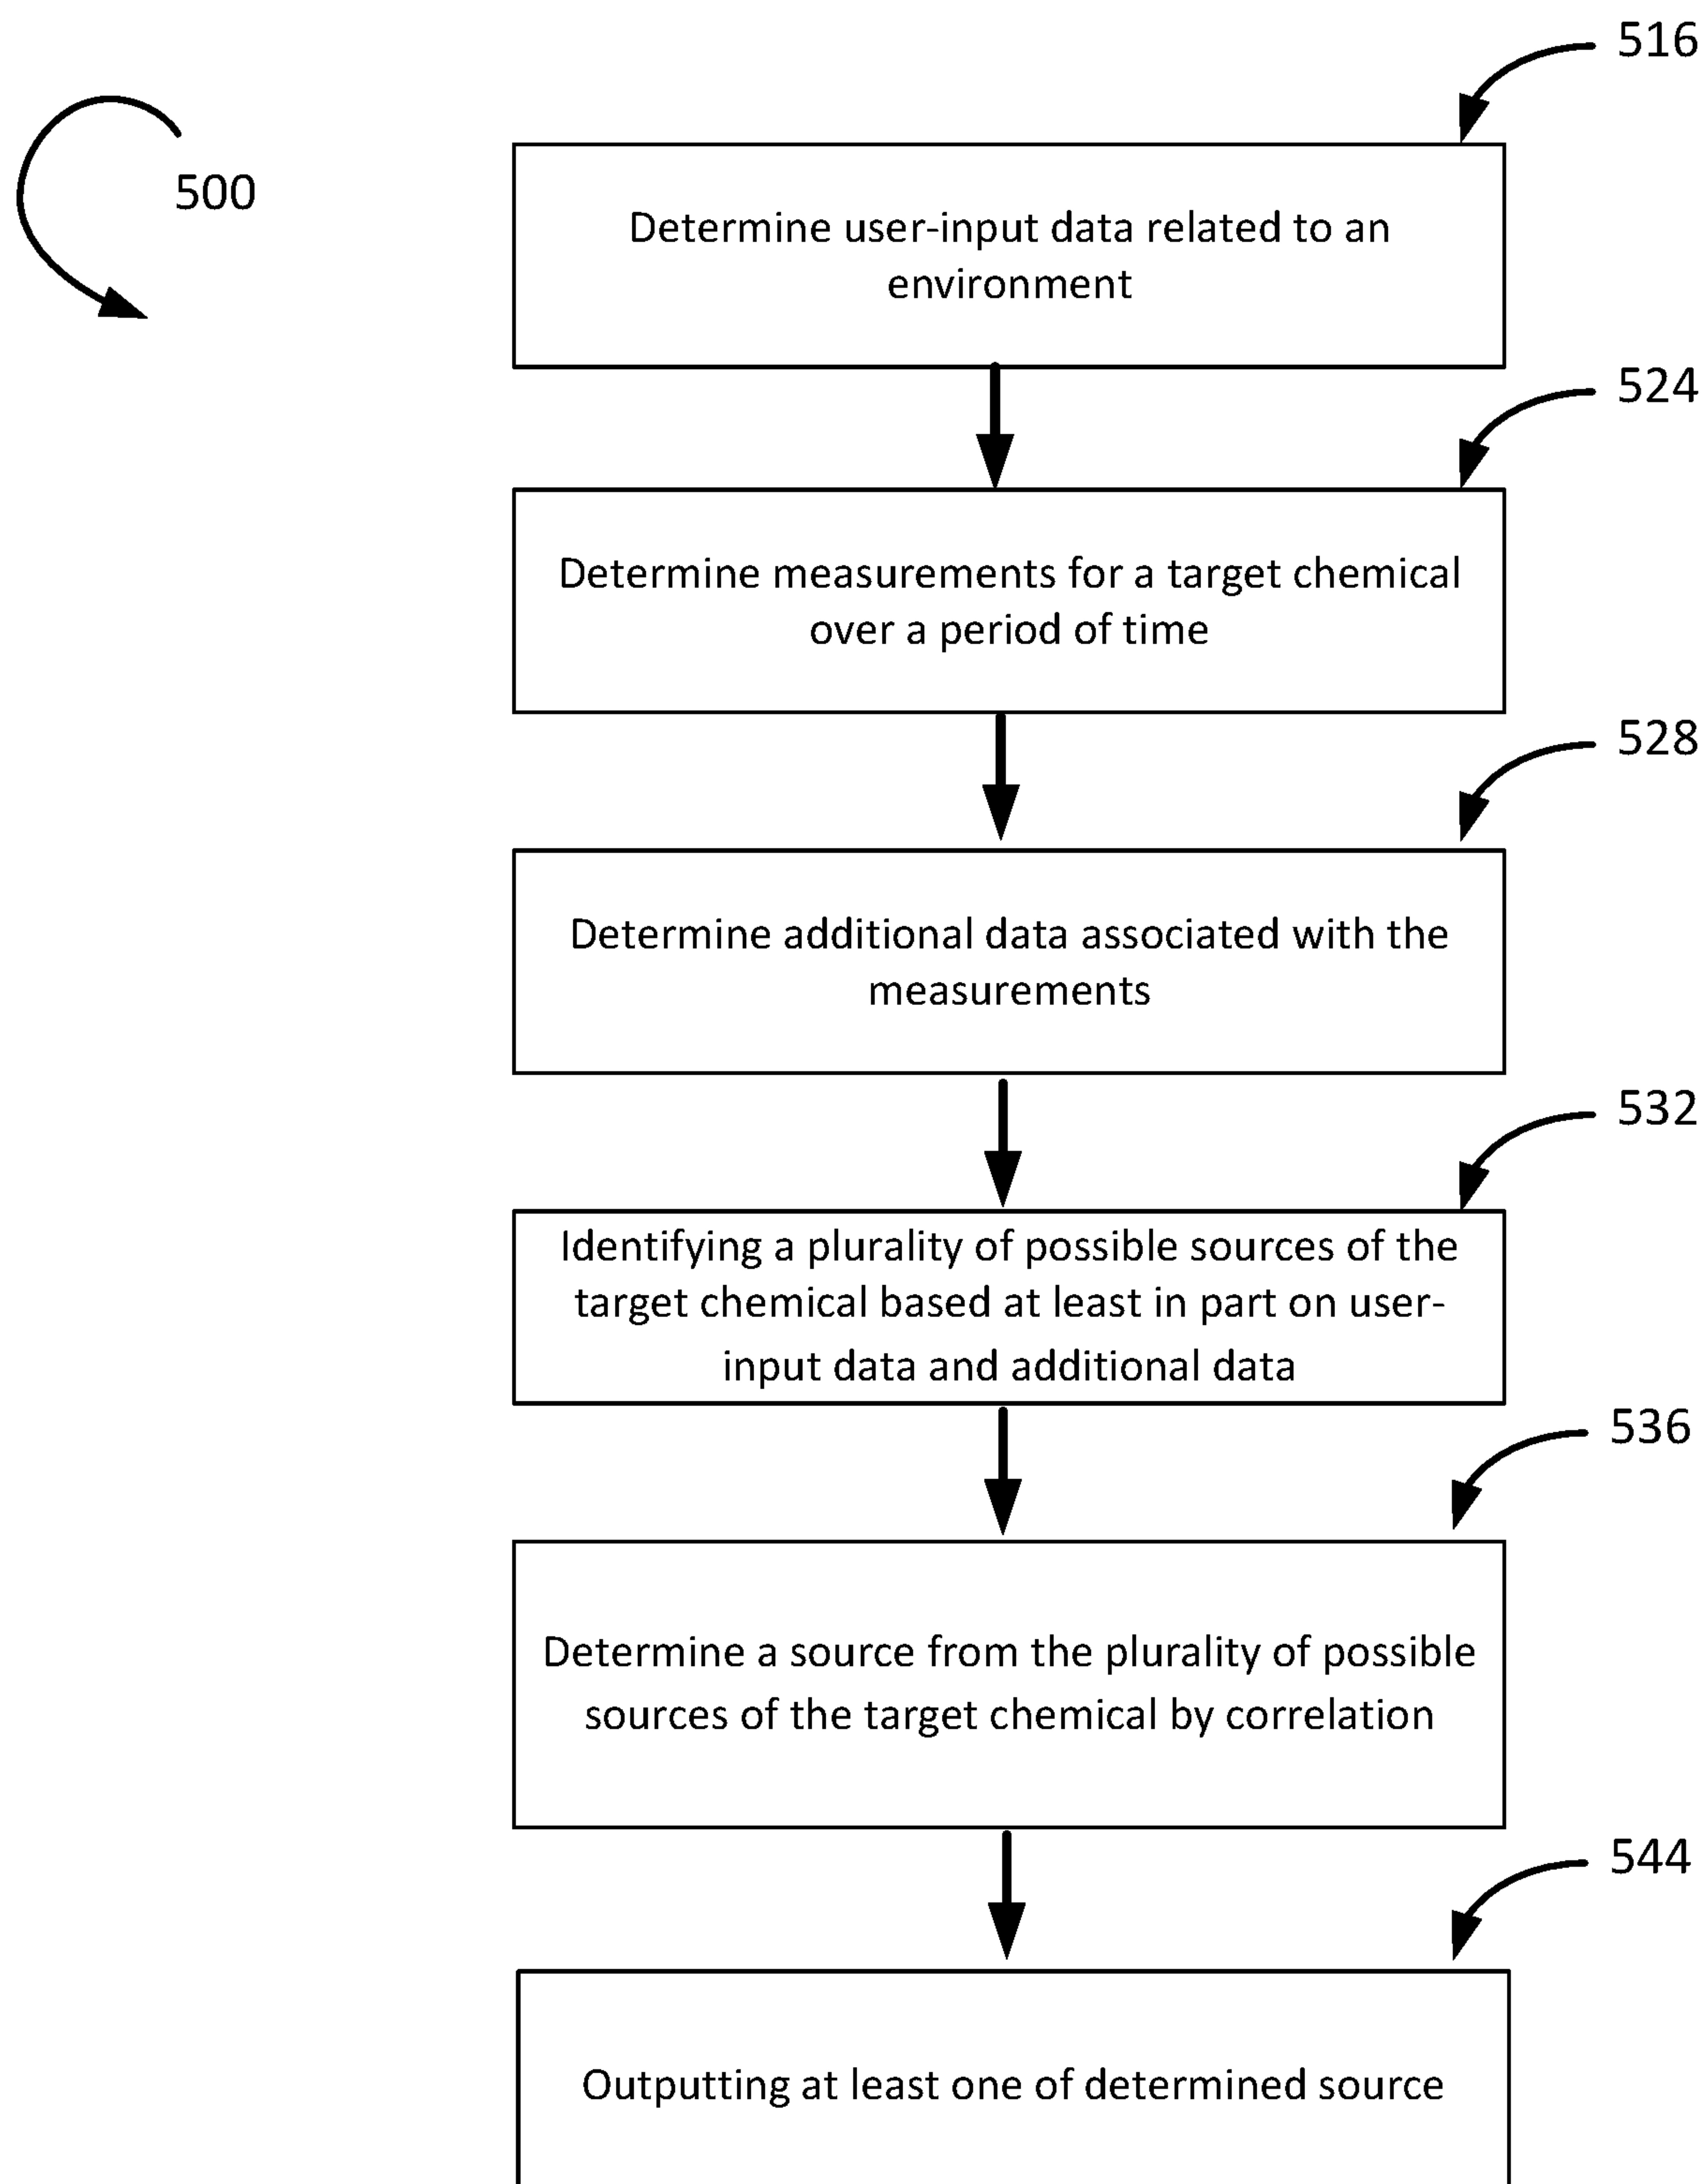 516
500
Determine user-input data related to an
environment
524
Determine measurements for a target chemical
over a period of time
528
Determine additional data associated with the
measurements
532
Identifying a plurality of possible sources of the
target chemical based at least in part on user-
input data and additional data
536
Determine a source from the plurality of possible
sources of the target chemical by correlation
544
Outputting at least one of determined source